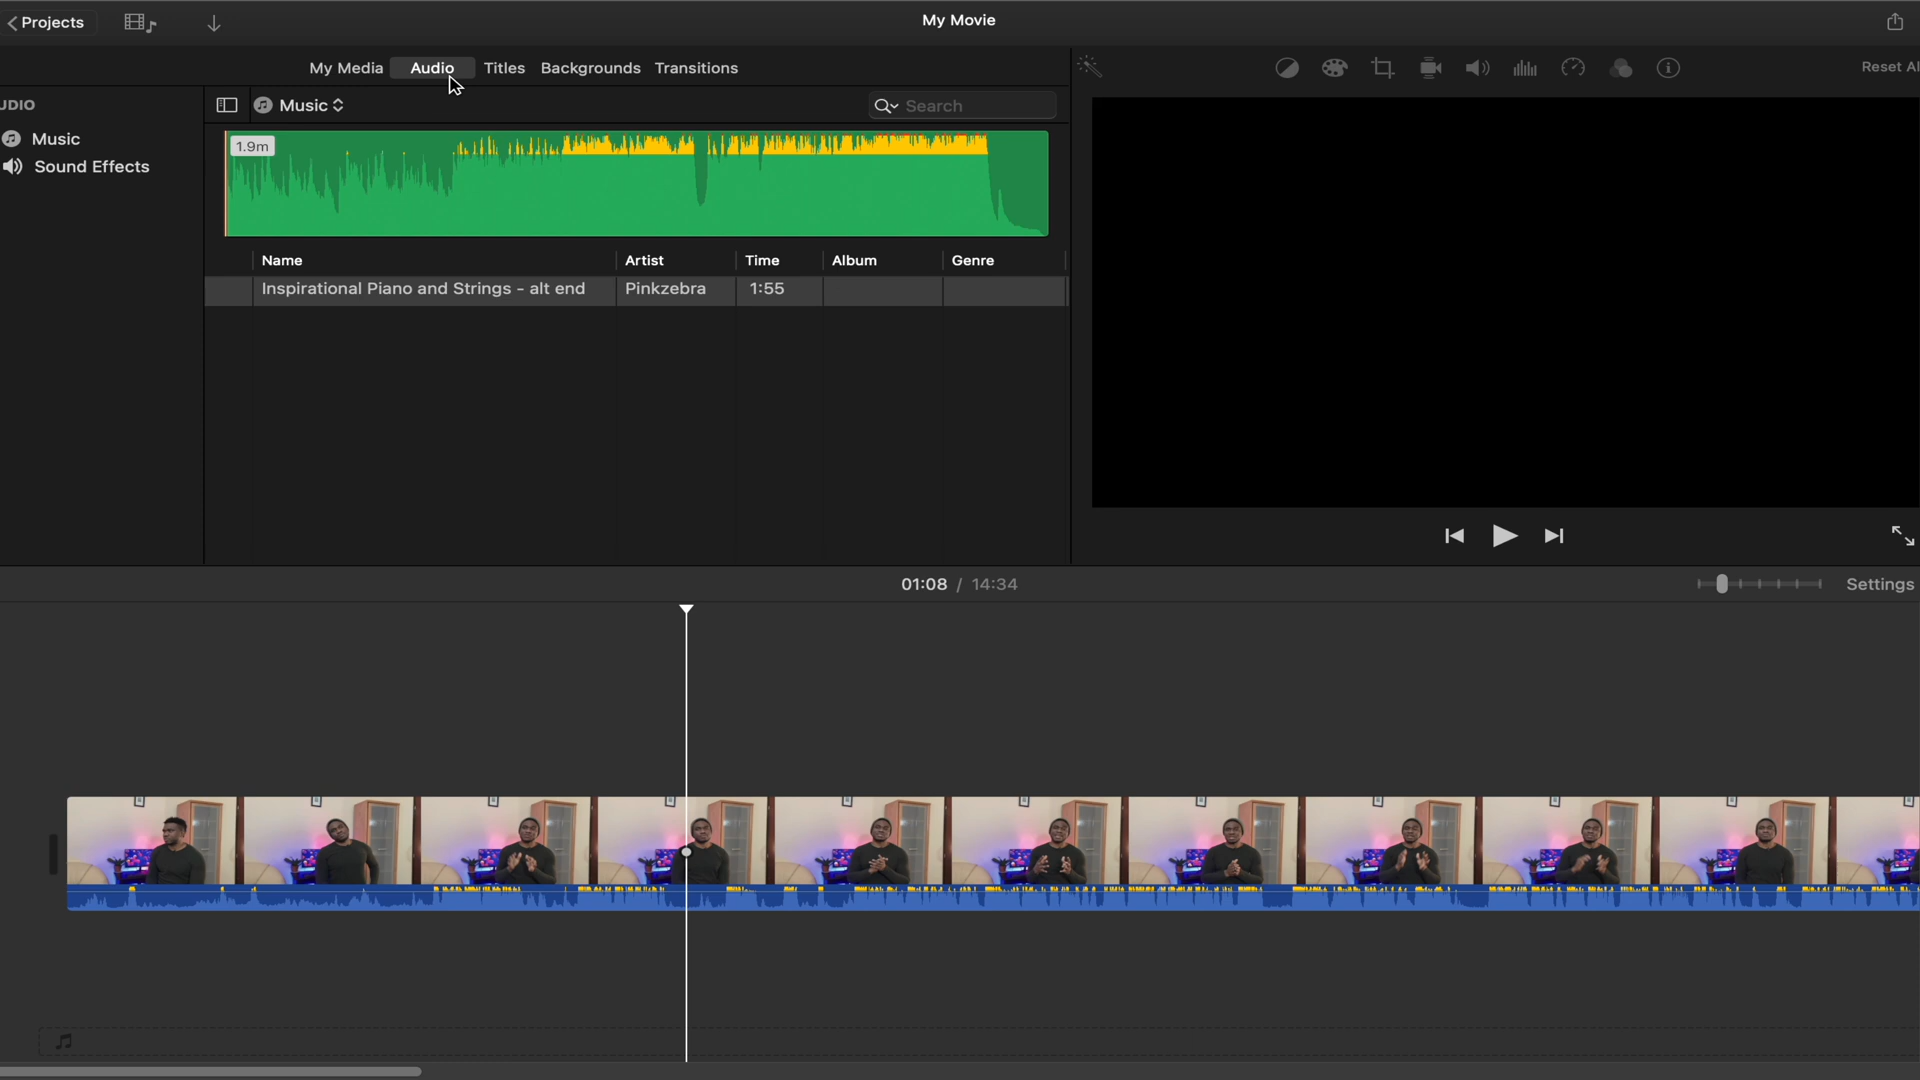 Projects
My Movie
My Media Audio Titles Backgrounds Transitions
Reset Al
UDIO
Music
Search
Music
Sound Effects
1.9m
Name Artist Time Album Genre
Inspirational Piano and Strings - alt end Pinkzebra 1:55
01:08 / 14:34
Settings